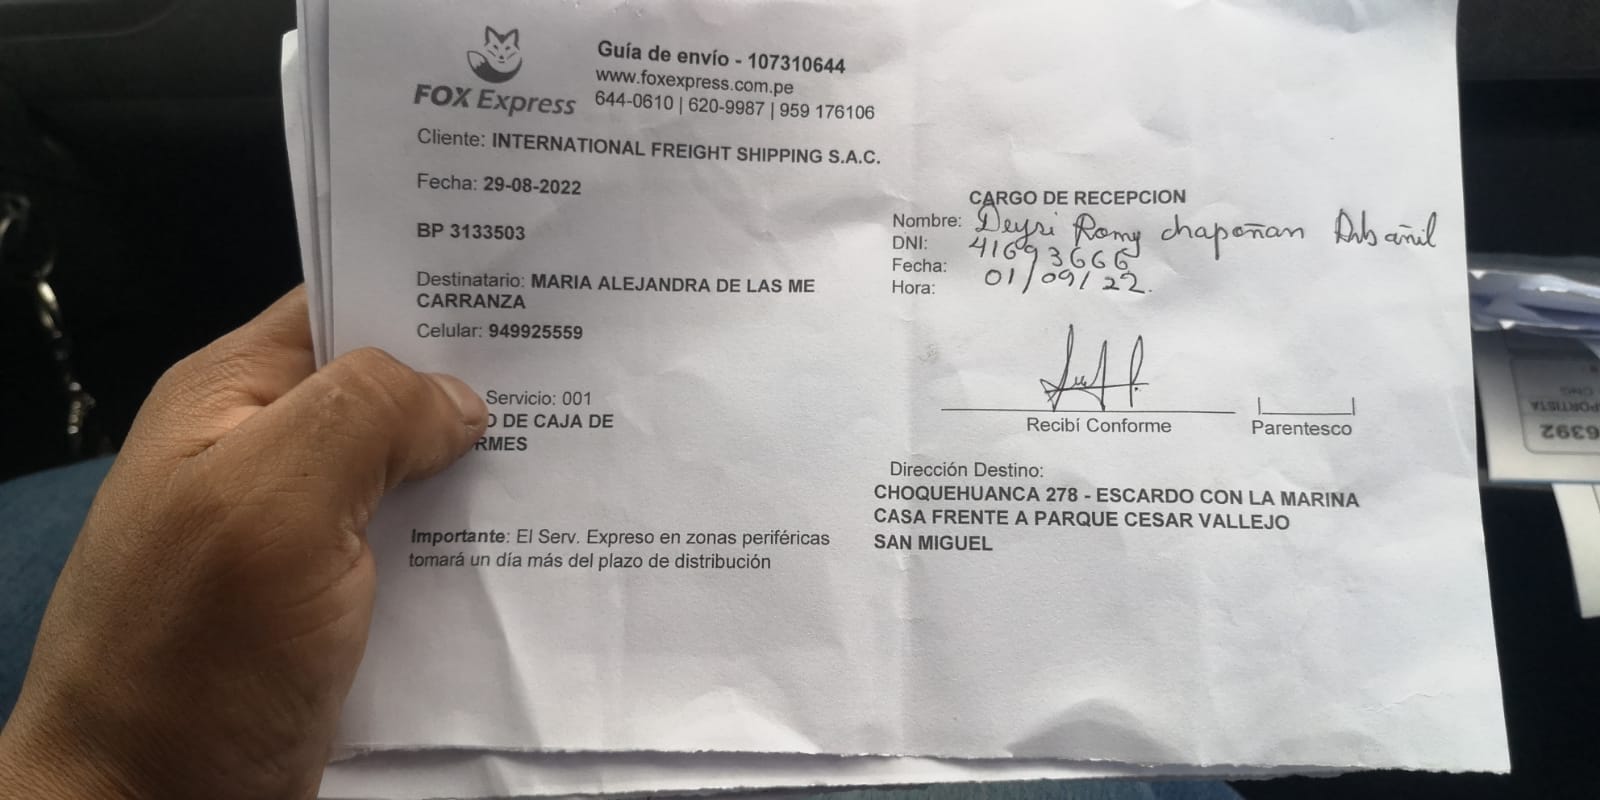 FOX Express
Guía de envío - 107310644
www.foxexpress.com.pe
644-0610 | 620-9987 | 959 176106
Cliente: INTERNATIONAL FREIGHT SHIPPING S.A.C.
Fecha: 29-08-2022
BP 3133503
Destinatario: MARIA ALEJANDRA DE LAS ME
CARRANZA
Celular: 949925559
Servicio: 001
O DE CAJA DE
RMES
Importante: El Serv. Expreso en zonas periféricas
tomará un día más del plazo de distribución
CARGO DE RECEPCION
Nombre: Deysi Romy chapoñan Arbañil
DNI: 41693666
Fecha: 01/09/22.
Hora:
Recibí Conforme
Parentesco
Dirección Destino:
CHOQUEHUANCA 278 - ESCARDO CON LA MARINA
CASA FRENTE A PARQUE CESAR VALLEJO
SAN MIGUEL
6392